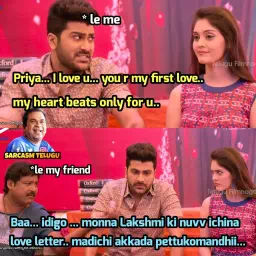 * le me
Priya... I love u... you r my first love..
my heart beats only for u..
SARCASM TELUGU
*le my friend
Baa... idigo ... monna Lakshmi ki nuvv ichina
love letter.. madichi akkada pettukomandhii...